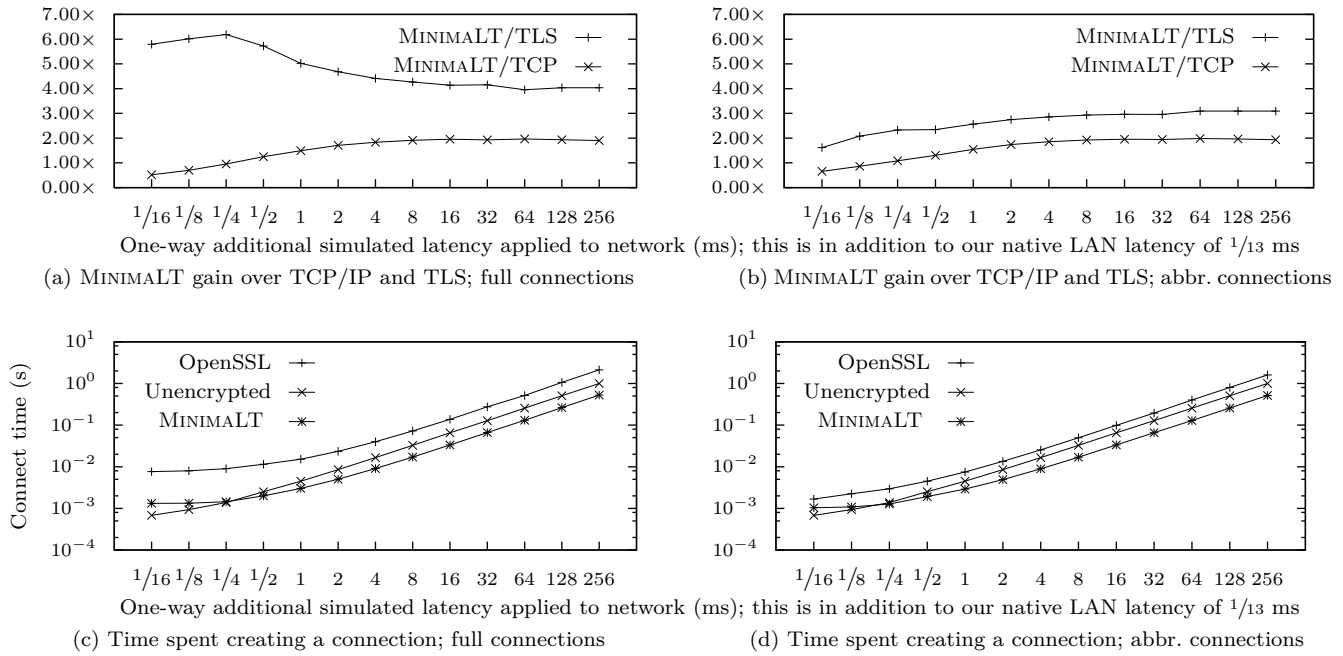 7.00×
6.00×
5.00×
4.00×
3.00×
2.00×
1.00×
0.00×
MINIMALT/TLS
MINIMALT/TCP
1/16 1/8 1/4 1/2 1 2 4 8 16 32 64 128 256
7.00×
6.00×
5.00×
4.00×
3.00×
2.00×
1.00×
0.00×
MINIMALT/TLS
MINIMALT/TCP
1/16 1/8 1/4 1/2 1 2 4 8 16 32 64 128 256
One-way additional simulated latency applied to network (ms); this is in addition to our native LAN latency of 1/13 ms
(a) MINIMALT gain over TCP/IP and TLS; full connections
(b) MINIMALT gain over TCP/IP and TLS; abbr. connections
Connect time (s)
10^1
10^0
10^-1
10^-2
10^-3
10^-4
OpenSSL
Unencrypted
MINIMALT
1/16 1/8 1/4 1/2 1 2 4 8 16 32 64 128 256
10^1
10^0
10^-1
10^-2
10^-3
10^-4
OpenSSL
Unencrypted
MINIMALT
1/16 1/8 1/4 1/2 1 2 4 8 16 32 64 128 256
One-way additional simulated latency applied to network (ms); this is in addition to our native LAN latency of 1/13 ms
(c) Time spent creating a connection; full connections
(d) Time spent creating a connection; abbr. connections